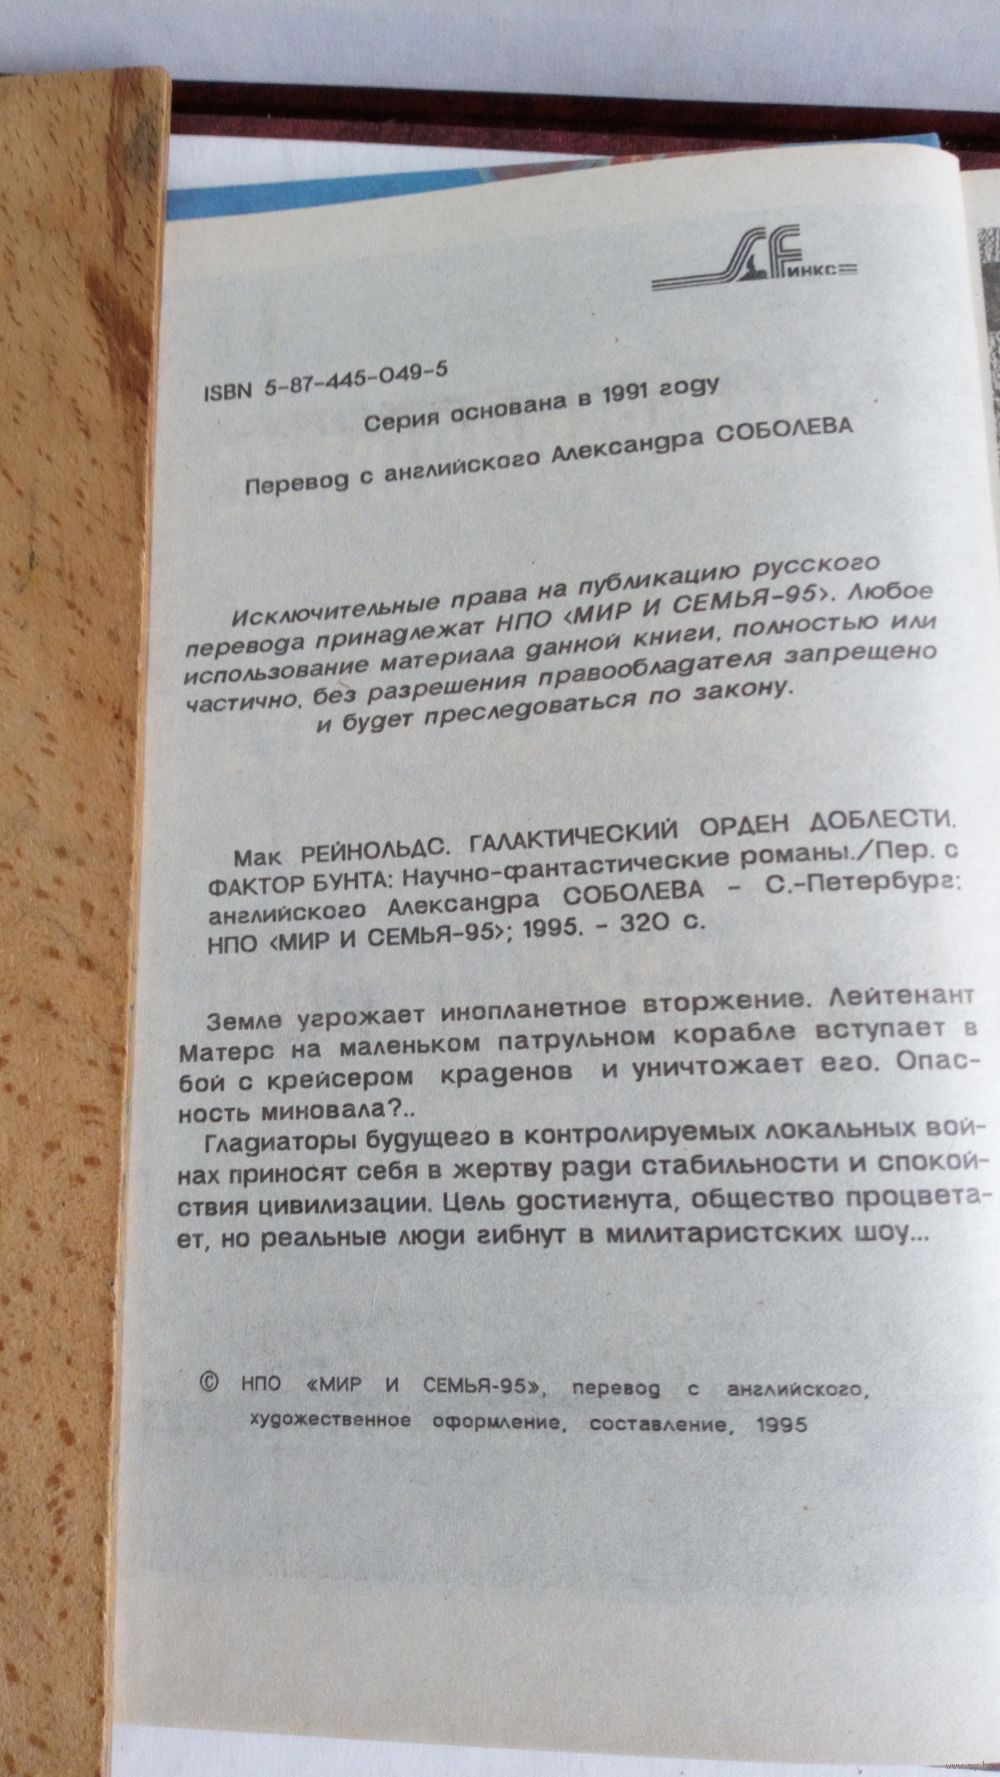 SFинкс
ISBN 5-87-445-049-5
Серия основана в 1991 году
Перевод с английского Александра СОБОЛЕВА
Исключительные права на публикацию русского
перевода принадлежат НПО «МИР И СЕМЬЯ-95». Любое
использование материала данной книги, полностью или
частично, без разрешения правообладателя запрещено
и будет преследоваться по закону.
Мак РЕЙНОЛЬДС. ГАЛАКТИЧЕСКИЙ ОРДЕН ДОБЛЕСТИ.
ФАКТОР БУНТА: Научно-фантастические романы./Пер. с
английского Александра СОБОЛЕВА – С.-Петербург:
НПО «МИР И СЕМЬЯ-95»; 1995. – 320 с.
Земле угрожает инопланетное вторжение. Лейтенант
Матерс на маленьком патрульном корабле вступает в
бой с крейсером краденов и уничтожает его. Опас-
ность миновала?..
Гладиаторы будущего в контролируемых локальных вой-
нах приносят себя в жертву ради стабильности и спокой-
ствия цивилизации. Цель достигнута, общество процвета-
ет, но реальные люди гибнут в милитаристских шоу...
© НПО «МИР И СЕМЬЯ-95», перевод с английского,
художественное оформление, составление, 1995